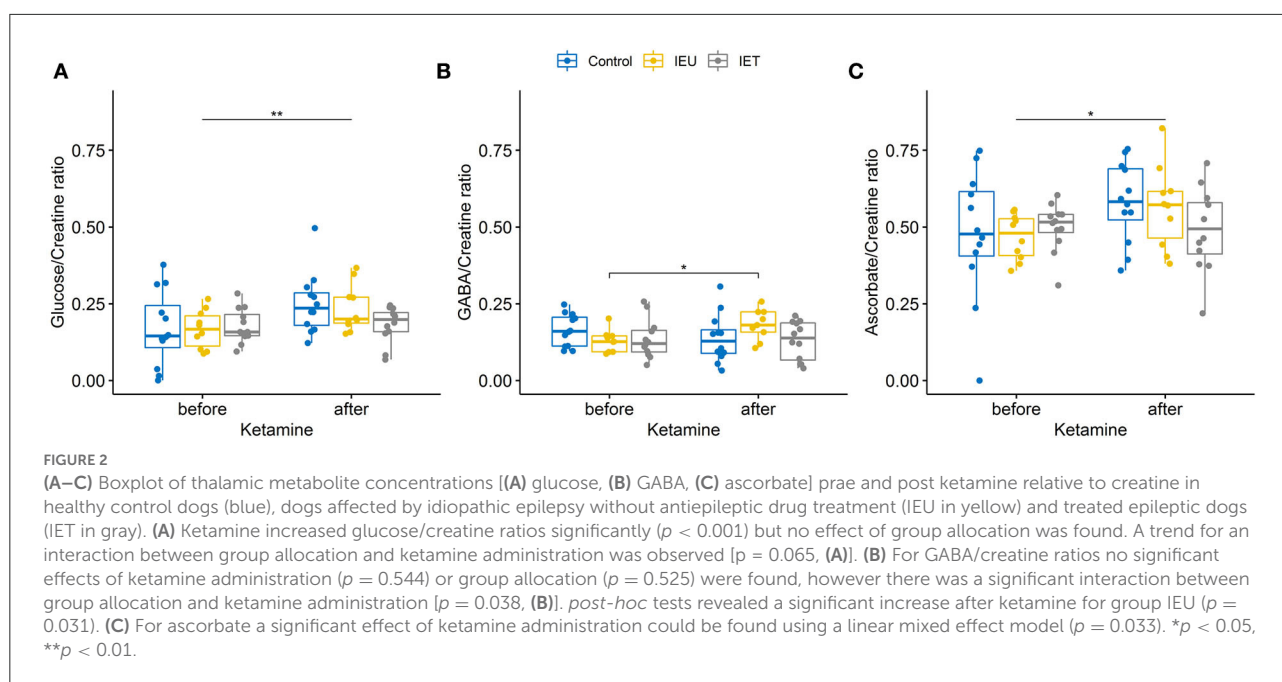 A
B
C
Control
IEU
IET
**
*
*
Glucose/Creatine ratio
0.75
0.50
0.25
0.00
before
after
Ketamine
GABA/Creatine ratio
0.75
0.50
0.25
0.00
before
after
Ketamine
Ascorbate/Creatine ratio
0.75
0.50
0.25
0.00
before
after
Ketamine
FIGURE 2
(A–C) Boxplot of thalamic metabolite concentrations [(A) glucose, (B) GABA, (C) ascorbate] prae and post ketamine relative to creatine in
healthy control dogs (blue), dogs affected by idiopathic epilepsy without antiepileptic drug treatment (IEU in yellow) and treated epileptic dogs
(IET in gray). (A) Ketamine increased glucose/creatine ratios significantly (p < 0.001) but no effect of group allocation was found. A trend for an
interaction between group allocation and ketamine administration was observed [p = 0.065, (A)]. (B) For GABA/creatine ratios no significant
effects of ketamine administration (p = 0.544) or group allocation (p = 0.525) were found, however there was a significant interaction between
group allocation and ketamine administration [p = 0.038, (B)]. post-hoc tests revealed a significant increase after ketamine for group IEU (p =
0.031). (C) For ascorbate a significant effect of ketamine administration could be found using a linear mixed effect model (p = 0.033). *p < 0.05,
**p < 0.01.